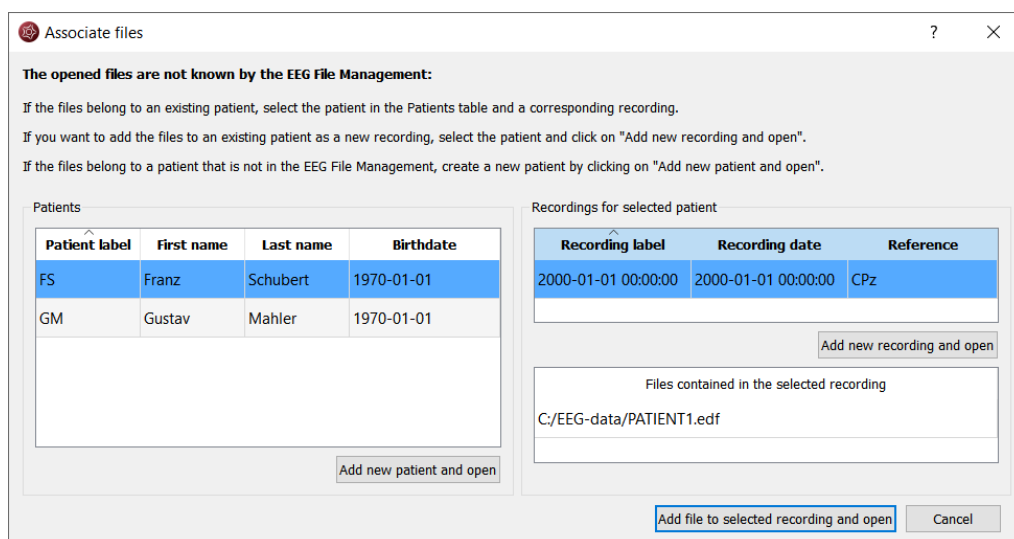 Associate files
?
The opened files are not known by the EEG File Management:
If the files belong to an existing patient, select the patient in the Patients table and a corresponding recording.
If you want to add the files to an existing patient as a new recording, select the patient and click on "Add new recording and open".
If the files belong to a patient that is not in the EEG File Management, create a new patient by clicking on "Add new patient and open".
Patients
Patient label First name Last name Birthdate
FS Franz Schubert 1970-01-01
GM Gustav Mahler 1970-01-01
Add new patient and open
Recordings for selected patient
Recording label Recording date Reference
2000-01-01 00:00:00 2000-01-01 00:00:00 CPz
Add new recording and open
Files contained in the selected recording
C:/EEG-data/PATIENT1.edf
Add file to selected recording and open
Cancel